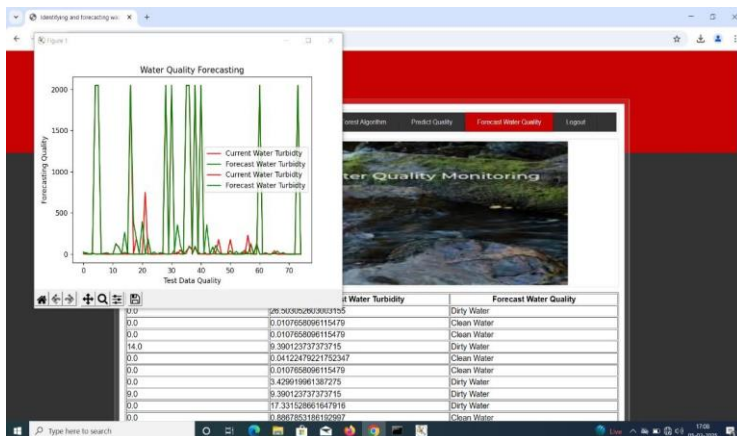 Identifying and forecasting wa
Figure 1
Water Quality Forecasting
2000
1500
1000
500
0
Forecasting Quality
Current Water Turbidty
Forecast Water Turbidty
Current Water Turbidty
Forecast Water Turbidty
0 10 20 30 40 50 60 70
Test Data Quality
orest Algorithm Predict Quality Forecast Water Quality Logout
ter Quality Monitoring
t Water Turbidity Forecast Water Quality
0.0 26.503052603003155 Dirty Water
0.0 0.0107658096115479 Clean Water
0.0 0.0107658096115479 Clean Water
14.0 9.390123737373715 Dirty Water
0.0 0.04122479221752347 Clean Water
0.0 0.0107658096115479 Clean Water
0.0 3.429919961387275 Dirty Water
9.0 9.390123737373715 Dirty Water
0.0 17.331528661647916 Dirty Water
0.0 0.8867853186192997 Clean Water
Type here to search
Live
17:06